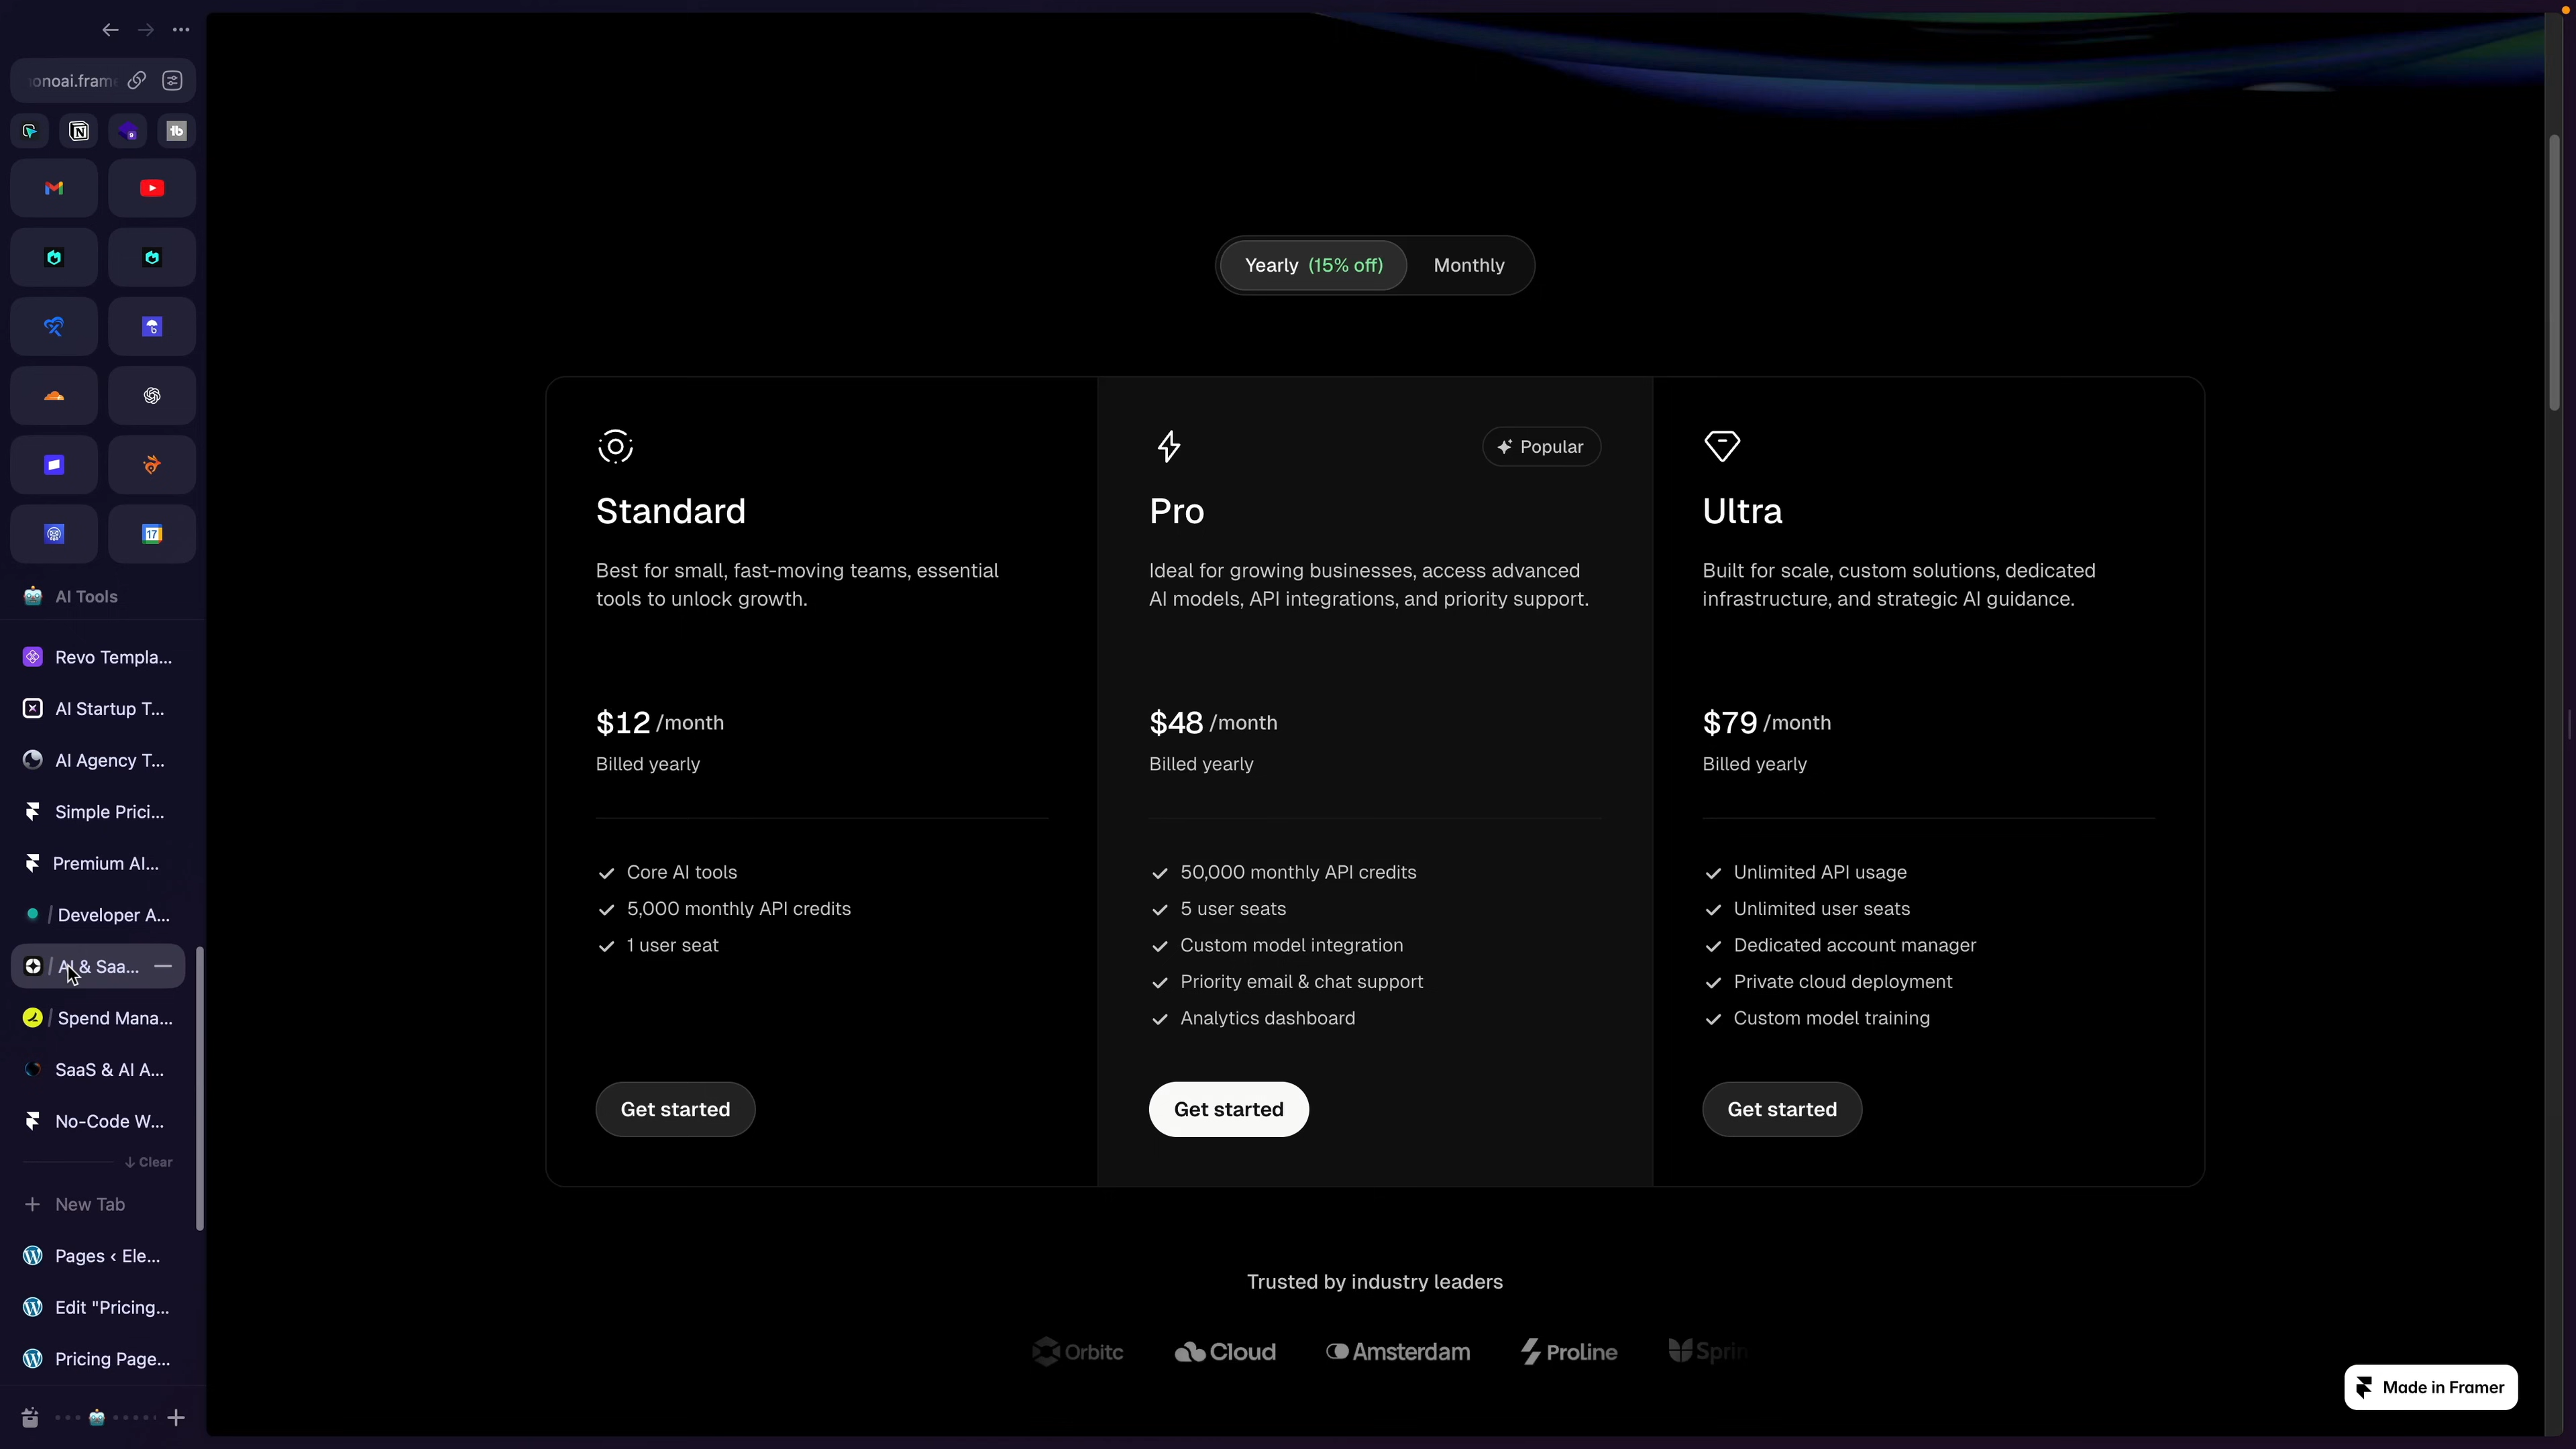 onoai.frame
AI Tools
Revo Templa...
AI Startup T...
AI Agency T...
Simple Prici...
Premium AI...
/ Developer A...
/ AI & Saa...
/ Spend Mana...
SaaS & AI A...
No-Code W...
Clear
New Tab
Pages ‹ Ele...
Edit "Pricing...
Pricing Page...
9
tb
17
Yearly (15% off)
Monthly
Standard
Best for small, fast-moving teams, essential
tools to unlock growth.
$12 /month
Billed yearly
Core AI tools
5,000 monthly API credits
1 user seat
Get started
Popular
Pro
Ideal for growing businesses, access advanced
AI models, API integrations, and priority support.
$48 /month
Billed yearly
50,000 monthly API credits
5 user seats
Custom model integration
Priority email & chat support
Analytics dashboard
Get started
Ultra
Built for scale, custom solutions, dedicated
infrastructure, and strategic AI guidance.
$79 /month
Billed yearly
Unlimited API usage
Unlimited user seats
Dedicated account manager
Private cloud deployment
Custom model training
Get started
Trusted by industry leaders
Orbitc
Cloud
Amsterdam
ProLine
Sprin
Made in Framer